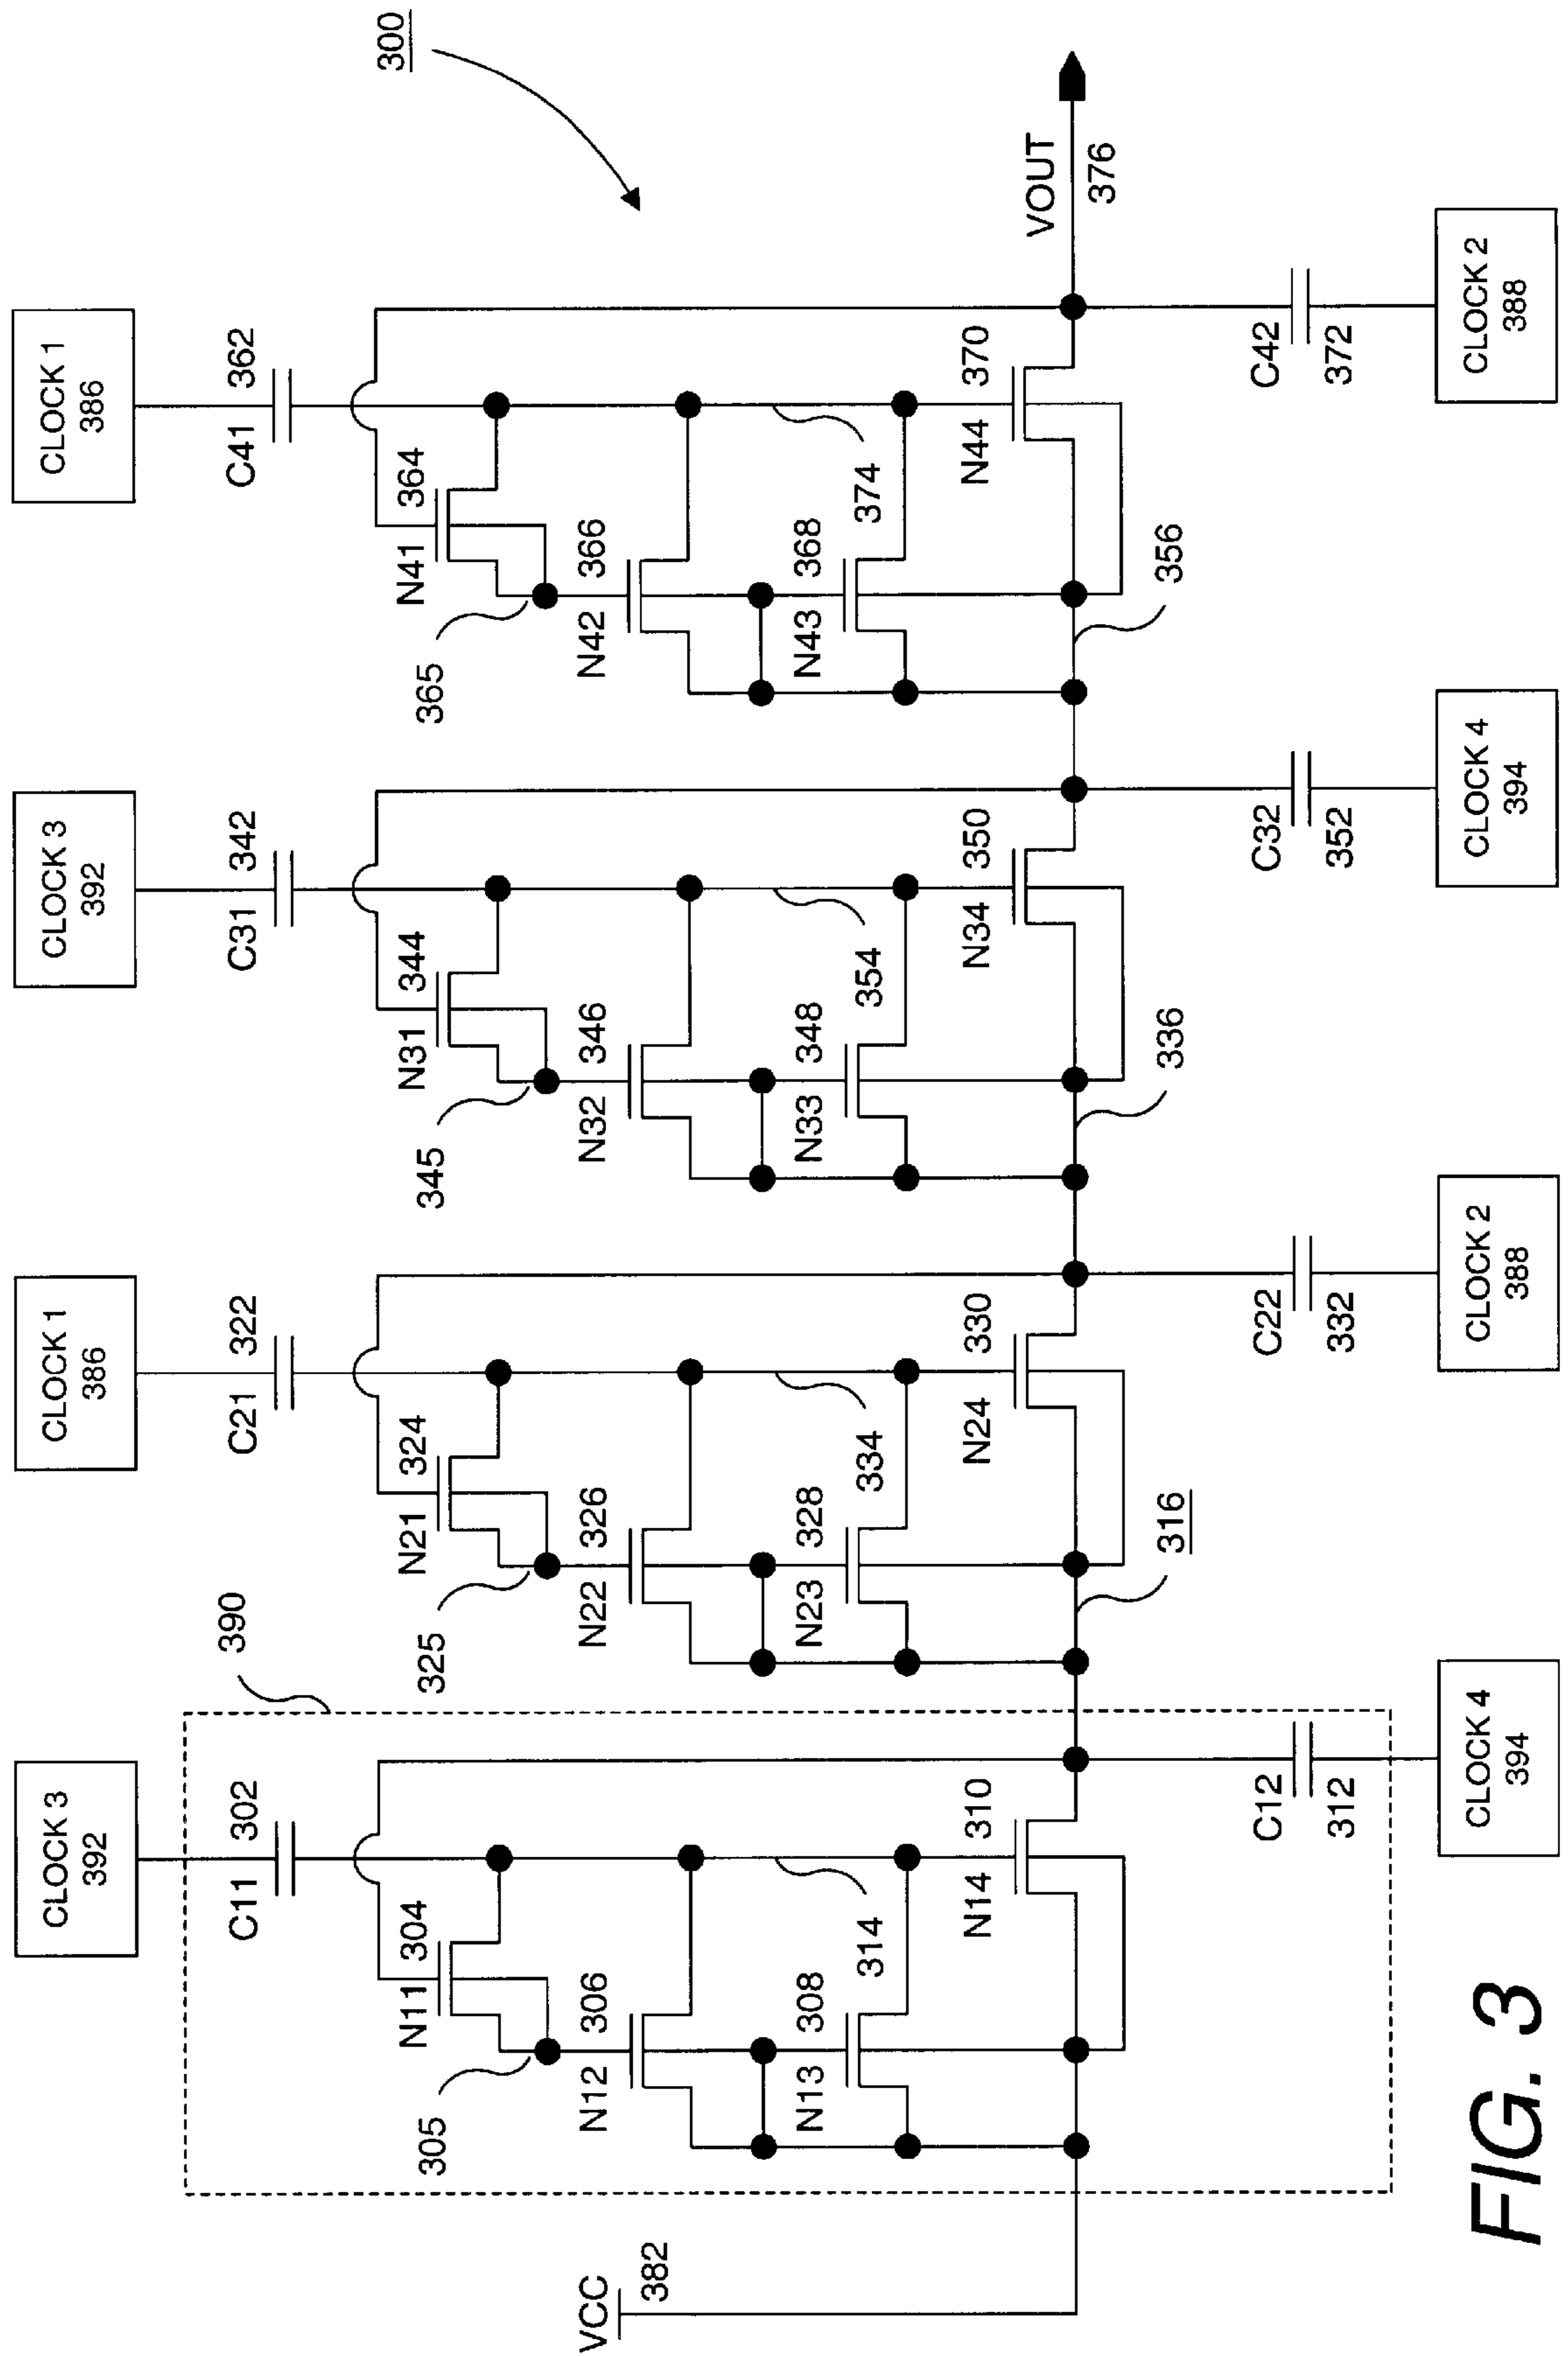 300
CLOCK 3
392
CLOCK 1
386
CLOCK 3
392
CLOCK 1
386
390
C11 302
C21 322
C31 342
C41 362
N11 304
N21 324
N31 344
N41 364
305
325
345
365
N12 306
N22 326
N32 346
N42 366
VCC
382
N13 308
N23 328
N33 348
N43 368
314
334
354
374
N14 310
N24 330
N34 350
N44 370
VOUT
376
316
336
356
C12
312
C22
332
C32
352
C42
372
CLOCK 4
394
CLOCK 2
388
CLOCK 4
394
CLOCK 2
388
FIG. 3